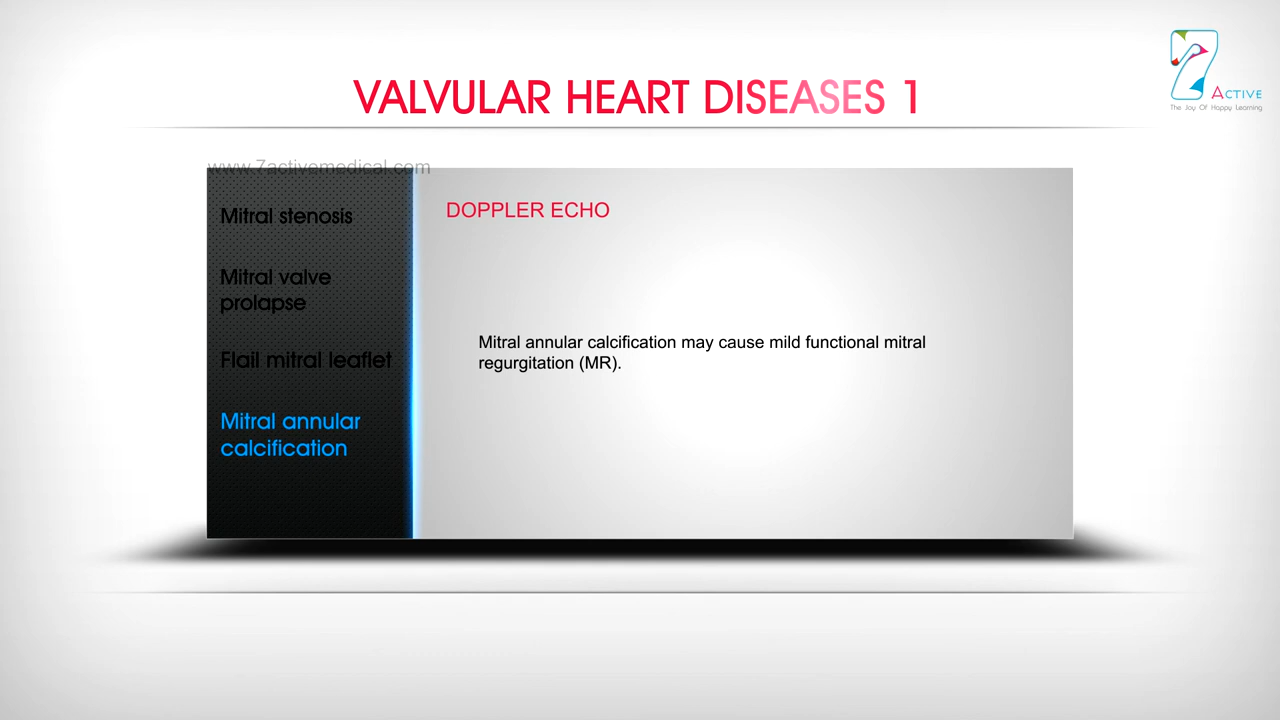 VALVULAR HEART DISEASES 1
7 ACTIVE
The Joy Of Happy Learning
www.7activemedical.com
Mitral stenosis
Mitral valve
prolapse
Flail mitral leaflet
Mitral annular
calcification
DOPPLER ECHO
Mitral annular calcification may cause mild functional mitral
regurgitation (MR).